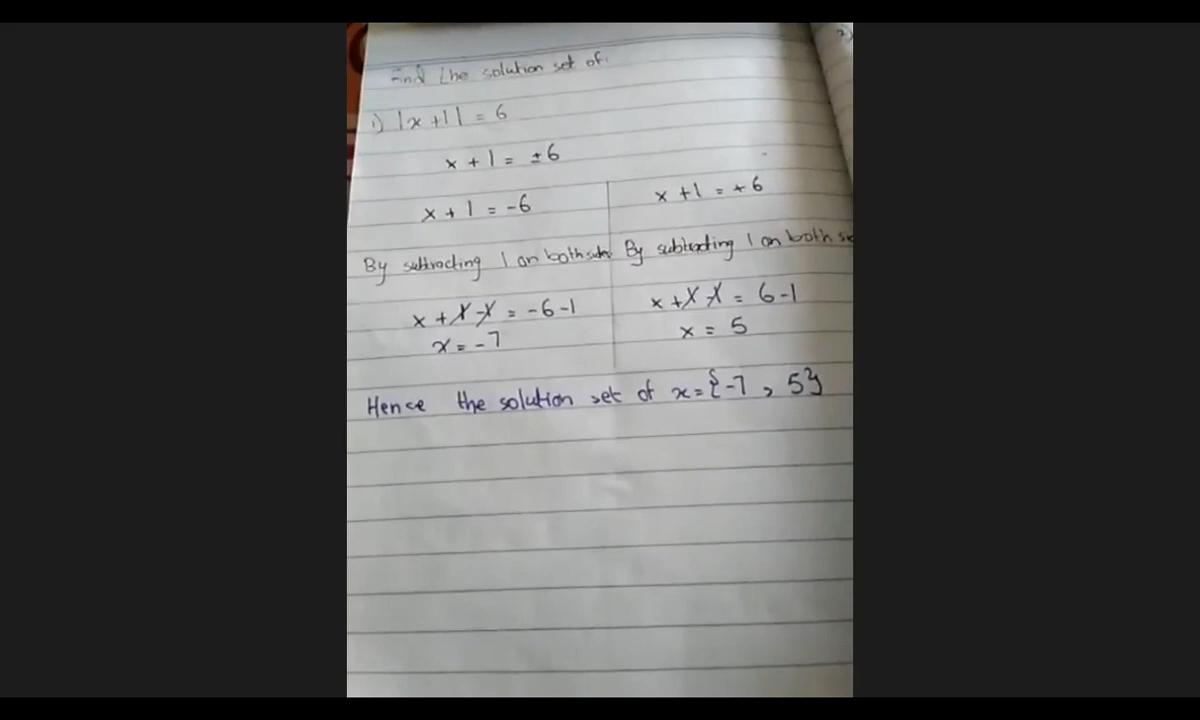 Find the solution set of.
1) |x+1| = 6
x + 1 = ±6
x + 1 = -6
x + 1 = +6
By subtracting 1 on both sides
By subtracting 1 on both
x + 1 - 1 = -6 - 1
x + 1 - 1 = 6 - 1
x = -7
x = 5
Hence the solution set of x = {-7, 5}